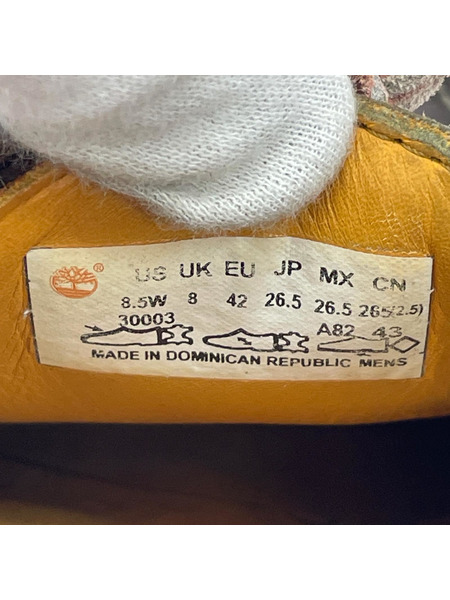 ® US UK EU JP MX CN
8.5W 8 42 26.5 26.5 265(2.5)
30003 A82 43
MADE IN DOMINICAN REPUBLIC MENS